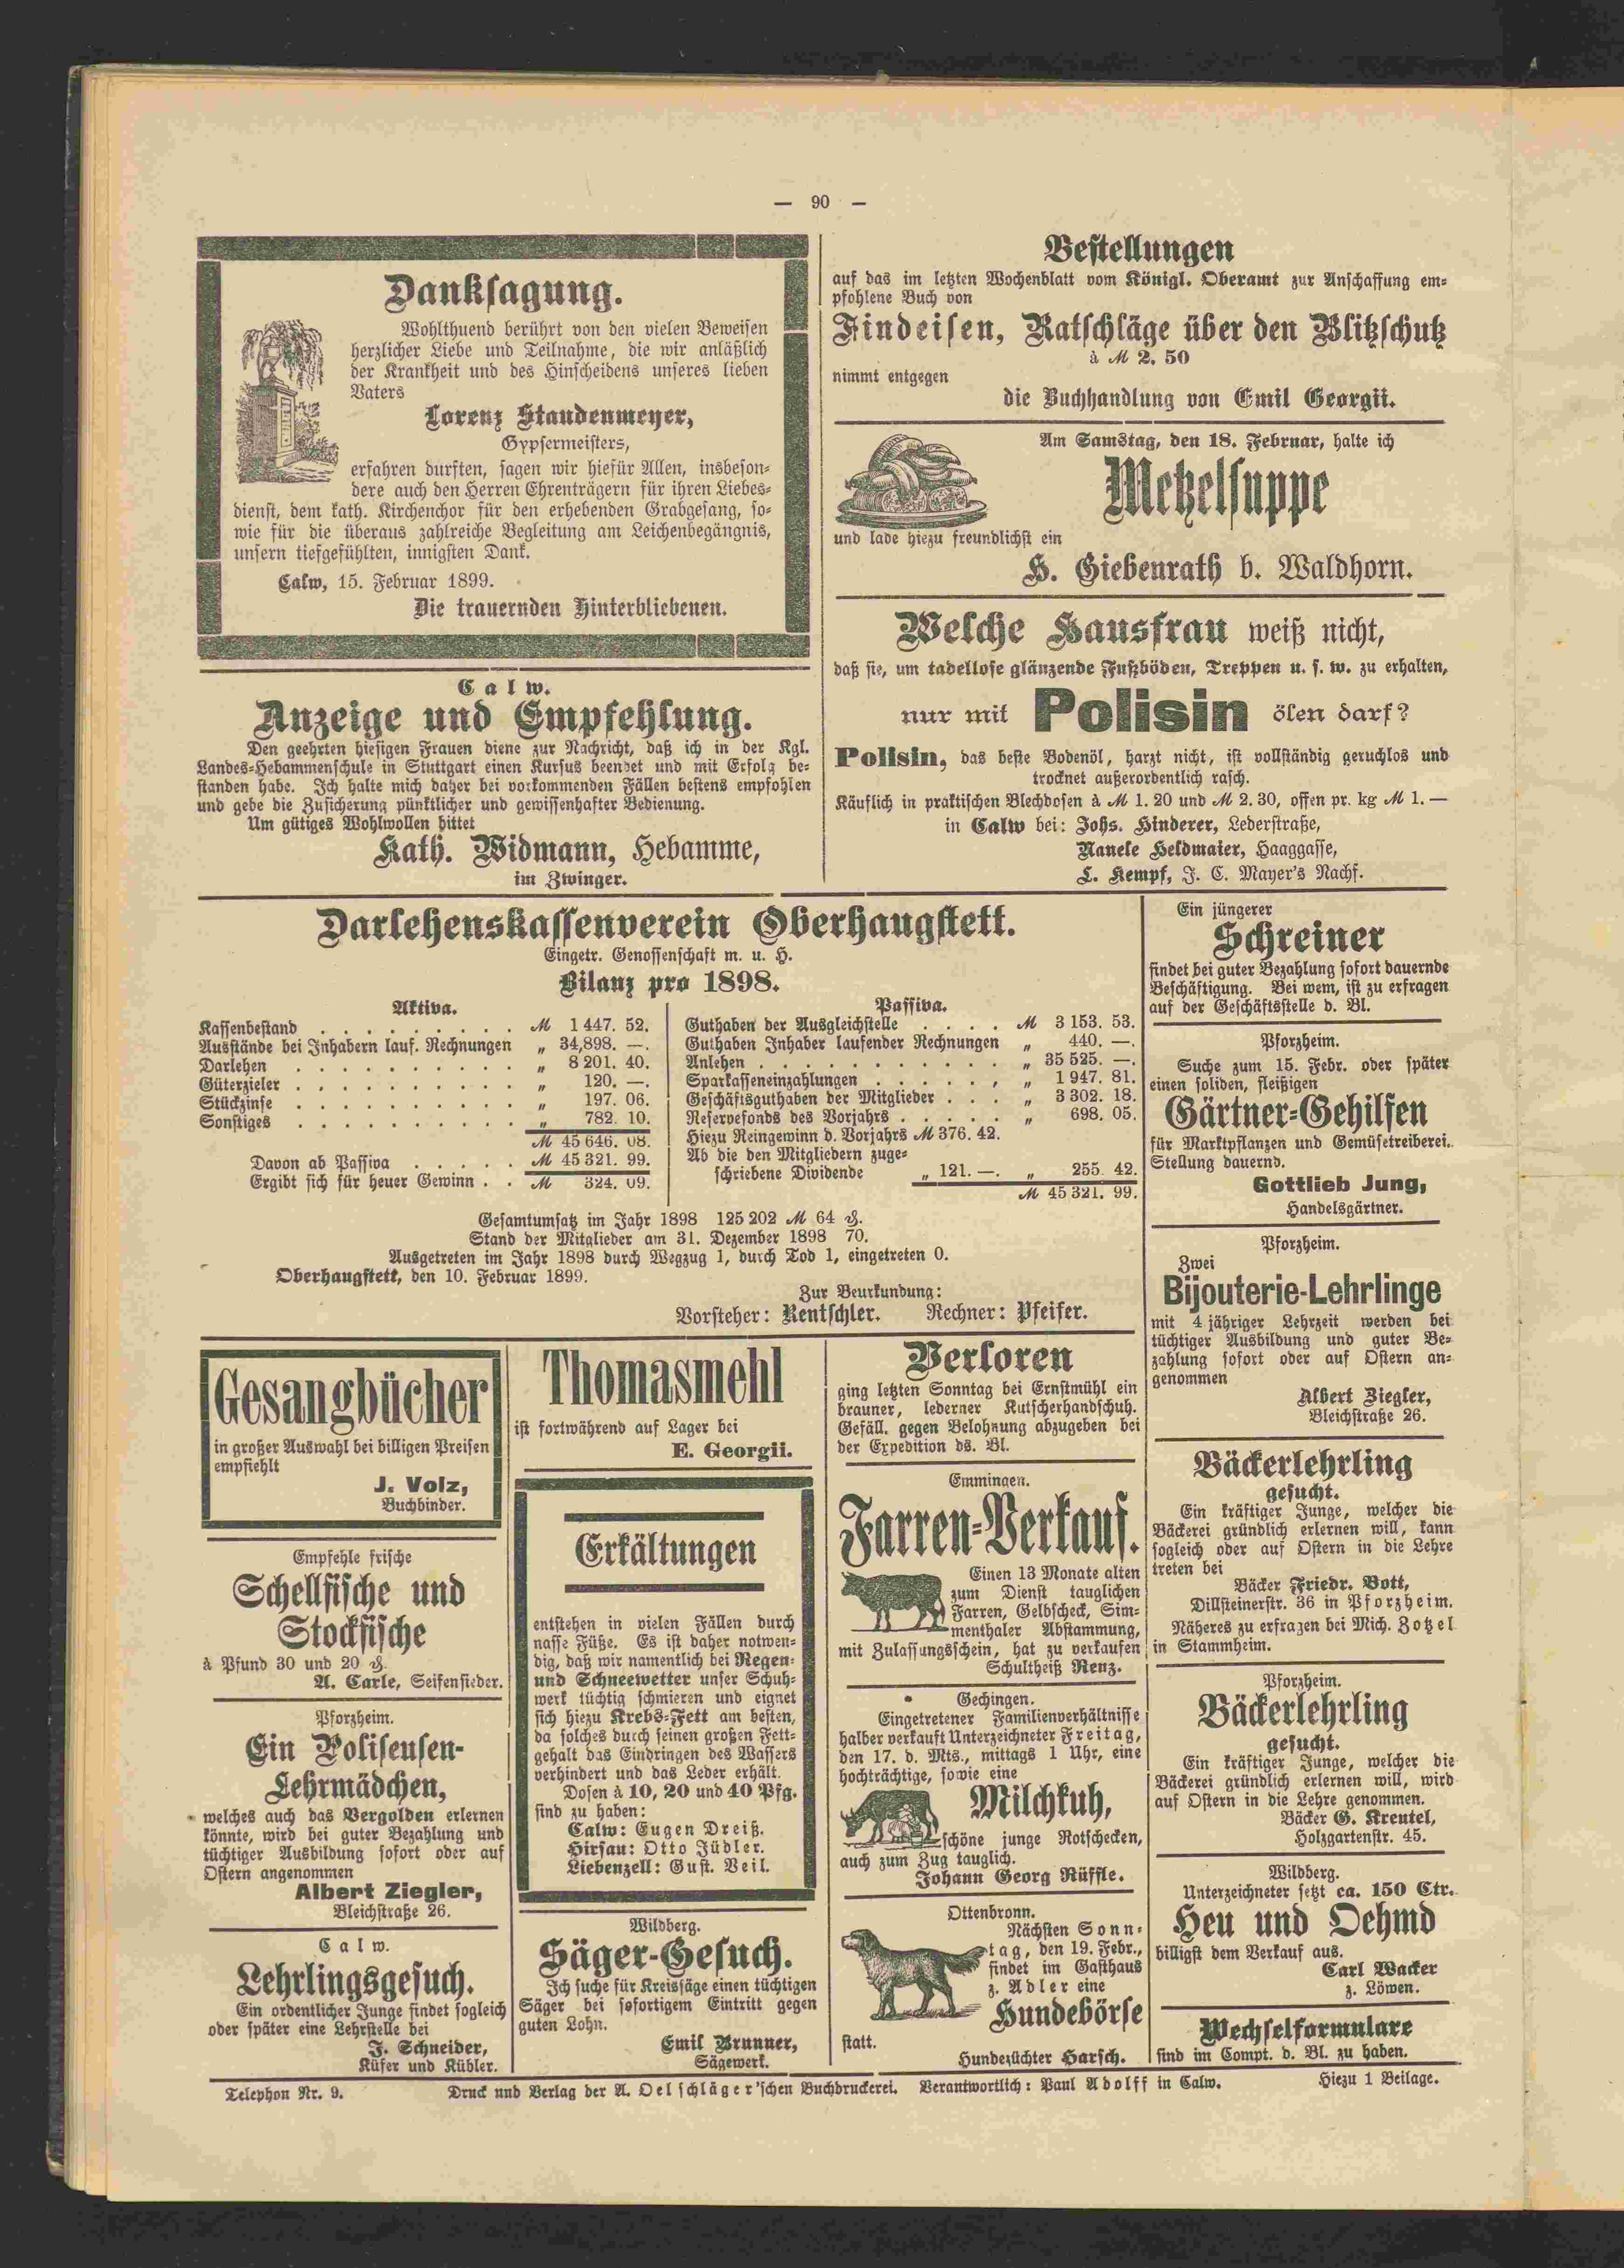 — 90 —
Danksagung.
Wohlthuend berührt von den vielen Beweisen
herzlicher Liebe und Teilnahme, die wir anläßlich
der Krankheit und des Hinscheidens unseres lieben
Vaters
Lorenz Staudenmeyer,
Gypsermeisters,
erfahren durften, sagen wir hiefür Allen, insbeson-
dere auch den Herren Ehrenträgern für ihren Liebes-
dienst, dem kath. Kirchenchor für den erhebenden Grabgesang, so-
wie für die überaus zahlreiche Begleitung am Leichenbegängnis,
unsern tiefgefühlten, innigsten Dank.
Calw, 15. Februar 1899.
Die trauernden Hinterbliebenen.
Calw.
Anzeige und Empfehlung.
Den geehrten hiesigen Frauen diene zur Nachricht, daß ich in der Kgl.
Landes-Hebammenschule in Stuttgart einen Kursus beendet und mit Erfolg be-
standen habe. Ich halte mich daher bei vorkommenden Fällen bestens empfohlen
und gebe die Zusicherung pünktlicher und gewissenhafter Bedienung.
Um gütiges Wohlwollen bittet
Kath. Widmann, Hebamme,
im Zwinger.
Bestellungen
auf das im letzten Wochenblatt vom Königl. Oberamt zur Anschaffung em-
pfohlene Buch von
Findeisen, Ratschläge über den Blitzschutz
à M 2. 50
nimmt entgegen
die Buchhandlung von Emil Georgii.
Am Samstag, den 18. Februar, halte ich
Metzelsuppe
und lade hiezu freundlichst ein
H. Giebenrath b. Waldhorn.
Welche Hausfrau weiß nicht,
daß sie, um tadellose glänzende Fußböden, Treppen u. s. w. zu erhalten,
nur mit Polisin ölen darf?
Polisin, das beste Bodenöl, harzt nicht, ist vollständig geruchlos und
trocknet außerordentlich rasch.
Käuflich in praktischen Blechdosen à M 1. 20 und M 2. 30, offen pr. kg M 1. —
in Calw bei: Johs. Hinderer, Lederstraße,
Nanele Heldmaier, Haaggasse,
L. Kempf, J. C. Mayer's Nachf.
Darlehenskassenverein Oberhaugstett.
Eingetr. Genossenschaft m. u. H.
Bilanz pro 1898.
Aktiva.
Kassenbestand . . . . . . . . . M 1 447. 52.
Ausstände bei Inhabern lauf. Rechnungen „ 34,898. —.
Darlehen . . . . . . . . . . „ 8 201. 40.
Güterzieler . . . . . . . . . . „ 120. —.
Stückzinse . . . . . . . . . . „ 197. 06.
Sonstiges . . . . . . . . . . „ 782. 10.
M 45 646. 08.
Davon ab Passiva . . . . . M 45 321. 99.
Ergibt sich für heuer Gewinn . . M 324. 09.
Passiva.
Guthaben der Ausgleichstelle . . . . M 3 153. 53.
Guthaben Inhaber laufender Rechnungen „ 440. —.
Anlehen . . . . . . . . . . „ 35 525. —.
Sparkasseneinzahlungen . . . . . . „ 1 947. 81.
Geschäftsguthaben der Mitglieder . . . „ 3 302. 18.
Reservefonds des Vorjahrs . . . . . „ 698. 05.
Hiezu Reingewinn d. Vorjahrs M 376. 42.
Ab die den Mitgliedern zuge-
schriebene Dividende „ 121. —. „ 255. 42.
M 45 321. 99.
Gesamtumsatz im Jahr 1898 125 202 M 64 ₰.
Stand der Mitglieder am 31. Dezember 1898 70.
Ausgetreten im Jahr 1898 durch Wegzug 1, durch Tod 1, eingetreten 0.
Oberhaugstett, den 10. Februar 1899.
Zur Beurkundung:
Vorsteher: Rentschler. Rechner: Pfeifer.
Ein jüngerer
Schreiner
findet bei guter Bezahlung sofort dauernde
Beschäftigung. Bei wem, ist zu erfragen
auf der Geschäftsstelle d. Bl.
Pforzheim.
Suche zum 15. Febr. oder später
einen soliden, fleißigen
Gärtner-Gehilfen
für Marktpflanzen und Gemüsetreiberei.
Stellung dauernd.
Gottlieb Jung,
Handelsgärtner.
Pforzheim.
Zwei
Bijouterie-Lehrlinge
mit 4 jähriger Lehrzeit werden bei
tüchtiger Ausbildung und guter Be-
zahlung sofort oder auf Ostern an-
genommen
Albert Ziegler,
Bleichstraße 26.
Bäckerlehrling
gesucht.
Ein kräftiger Junge, welcher die
Bäckerei gründlich erlernen will, kann
sogleich oder auf Ostern in die Lehre
treten bei
Bäcker Friedr. Bott,
Dillsteinerstr. 36 in Pforzheim.
Näheres zu erfragen bei Mich. Botzel
in Stammheim.
Pforzheim.
Bäckerlehrling
gesucht.
Ein kräftiger Junge, welcher die
Bäckerei gründlich erlernen will, wird
auf Ostern in die Lehre genommen.
Bäcker G. Kreutel,
Holzgartenstr. 45.
Wildberg.
Unterzeichneter setzt ca. 150 Ctr.
Heu und Oehmd
billigst dem Verkauf aus.
Carl Wacker
z. Löwen.
Wechselformulare
sind im Compt. d. Bl. zu haben.
Gesangbücher
in großer Auswahl bei billigen Preisen
empfiehlt
J. Volz,
Buchbinder.
Empfehle frische
Schellfische und
Stockfische
à Pfund 30 und 20 ₰.
A. Carle, Seifensieder.
Pforzheim.
Ein Poliseusen-
Lehrmädchen,
welches auch das Vergolden erlernen
könnte, wird bei guter Bezahlung und
tüchtiger Ausbildung sofort oder auf
Ostern angenommen
Albert Ziegler,
Bleichstraße 26.
Calw.
Lehrlingsgesuch.
Ein ordentlicher Junge findet sogleich
oder später eine Lehrstelle bei
J. Schneider,
Küfer und Kübler.
Thomasmehl
ist fortwährend auf Lager bei
E. Georgii.
Erkältungen
entstehen in vielen Fällen durch
nasse Füße. Es ist daher notwen-
dig, daß wir namentlich bei Regen-
und Schneewetter unser Schuh-
werk tüchtig schmieren und eignet
sich hiezu Krebs-Fett am besten,
da solches durch seinen großen Fett-
gehalt das Eindringen des Wassers
verhindert und das Leder erhält.
Dosen à 10, 20 und 40 Pfg.
sind zu haben:
Calw: Eugen Dreiß.
Hirsau: Otto Jüdler.
Liebenzell: Gust. Veil.
Wildberg.
Säger-Gesuch.
Ich suche für Kreissäge einen tüchtigen
Säger bei sofortigem Eintritt gegen
guten Lohn.
Emil Brunner,
Sägewerk.
Verloren
ging letzten Sonntag bei Ernstmühl ein
brauner, lederner Kutscherhandschuh.
Gefäll. gegen Belohnung abzugeben bei
der Expedition ds. Bl.
Emmingen.
Farren-Verkauf.
Einen 13 Monate alten
zum Dienst tauglichen
Farren, Gelbscheck, Sim-
menthaler Abstammung,
mit Zulassungsschein, hat zu verkaufen
Schultheiß Renz.
Gechingen.
Eingetretener Familienverhältnisse
halber verkauft Unterzeichneter Freitag,
den 17. d. Mts., mittags 1 Uhr, eine
hochträchtige, sowie eine
Milchkuh,
schöne junge Rotschecken,
auch zum Zug tauglich.
Johann Georg Rüffle.
Ottenbronn.
Nächsten Sonn-
tag, den 19. Febr.,
findet im Gasthaus
z. Adler eine
Hundebörse
statt.
Hundezüchter Harsch.
Telephon Nr. 9. Druck und Verlag der A. Oelschläger'schen Buchdruckerei. Verantwortlich: Paul Adolff in Calw. Hiezu 1 Beilage.